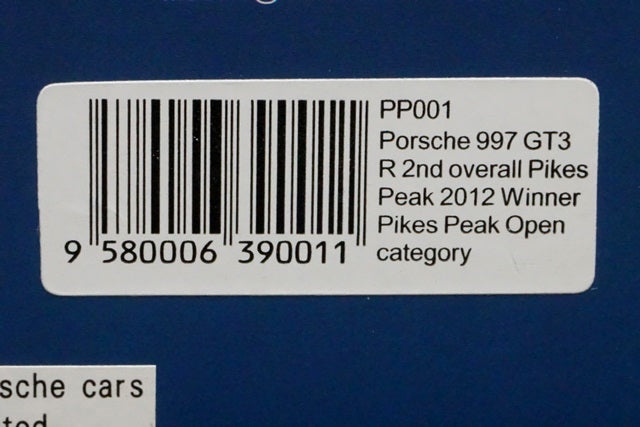 PP001
Porsche 997 GT3
R 2nd overall Pikes
Peak 2012 Winner
Pikes Peak Open
category
9 580006 390011
sche cars